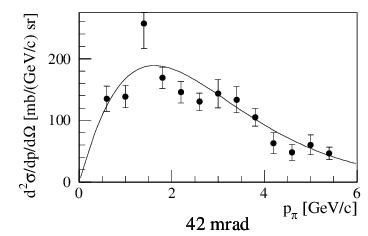 d²σ/dp/dΩ [mb/(GeV/c) sr]
200
100
0
0 2 4 6
p_π [GeV/c]
42 mrad